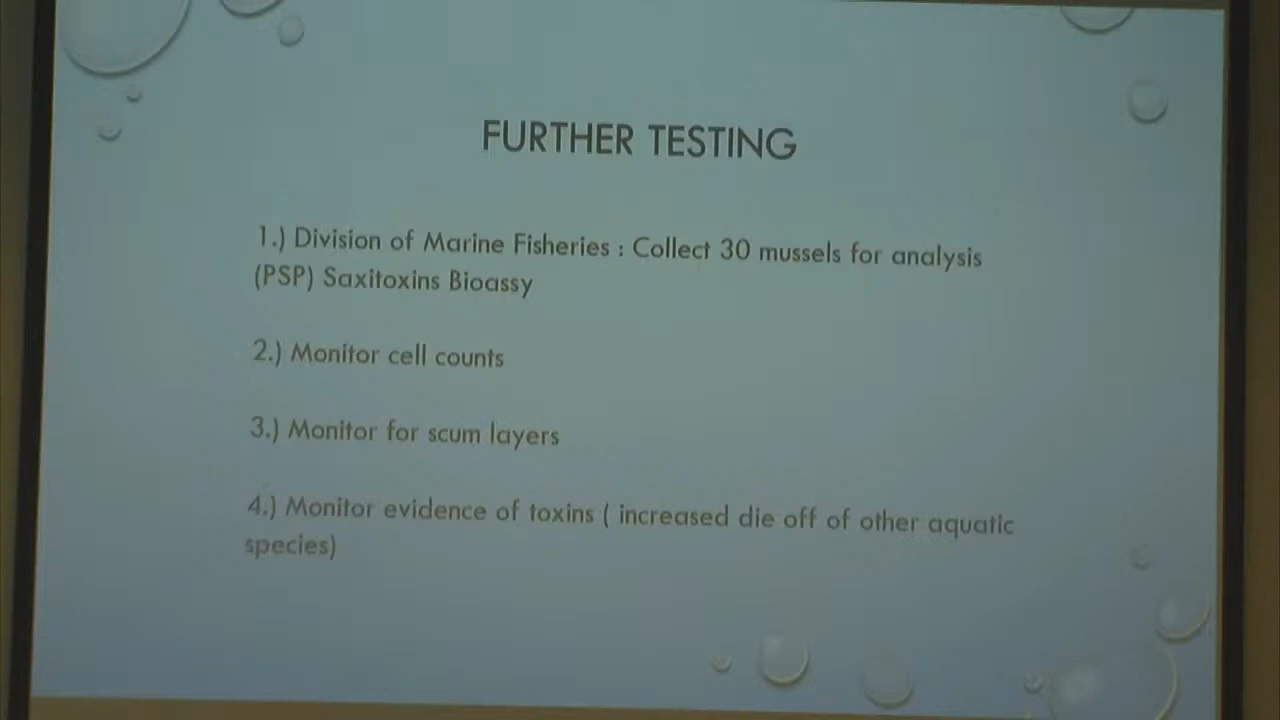 FURTHER TESTING
1.) Division of Marine Fisheries : Collect 30 mussels for analysis
(PSP) Saxitoxins Bioassy
2.) Monitor cell counts
3.) Monitor for scum layers
4.) Monitor evidence of toxins ( increased die off of other aquatic
species)